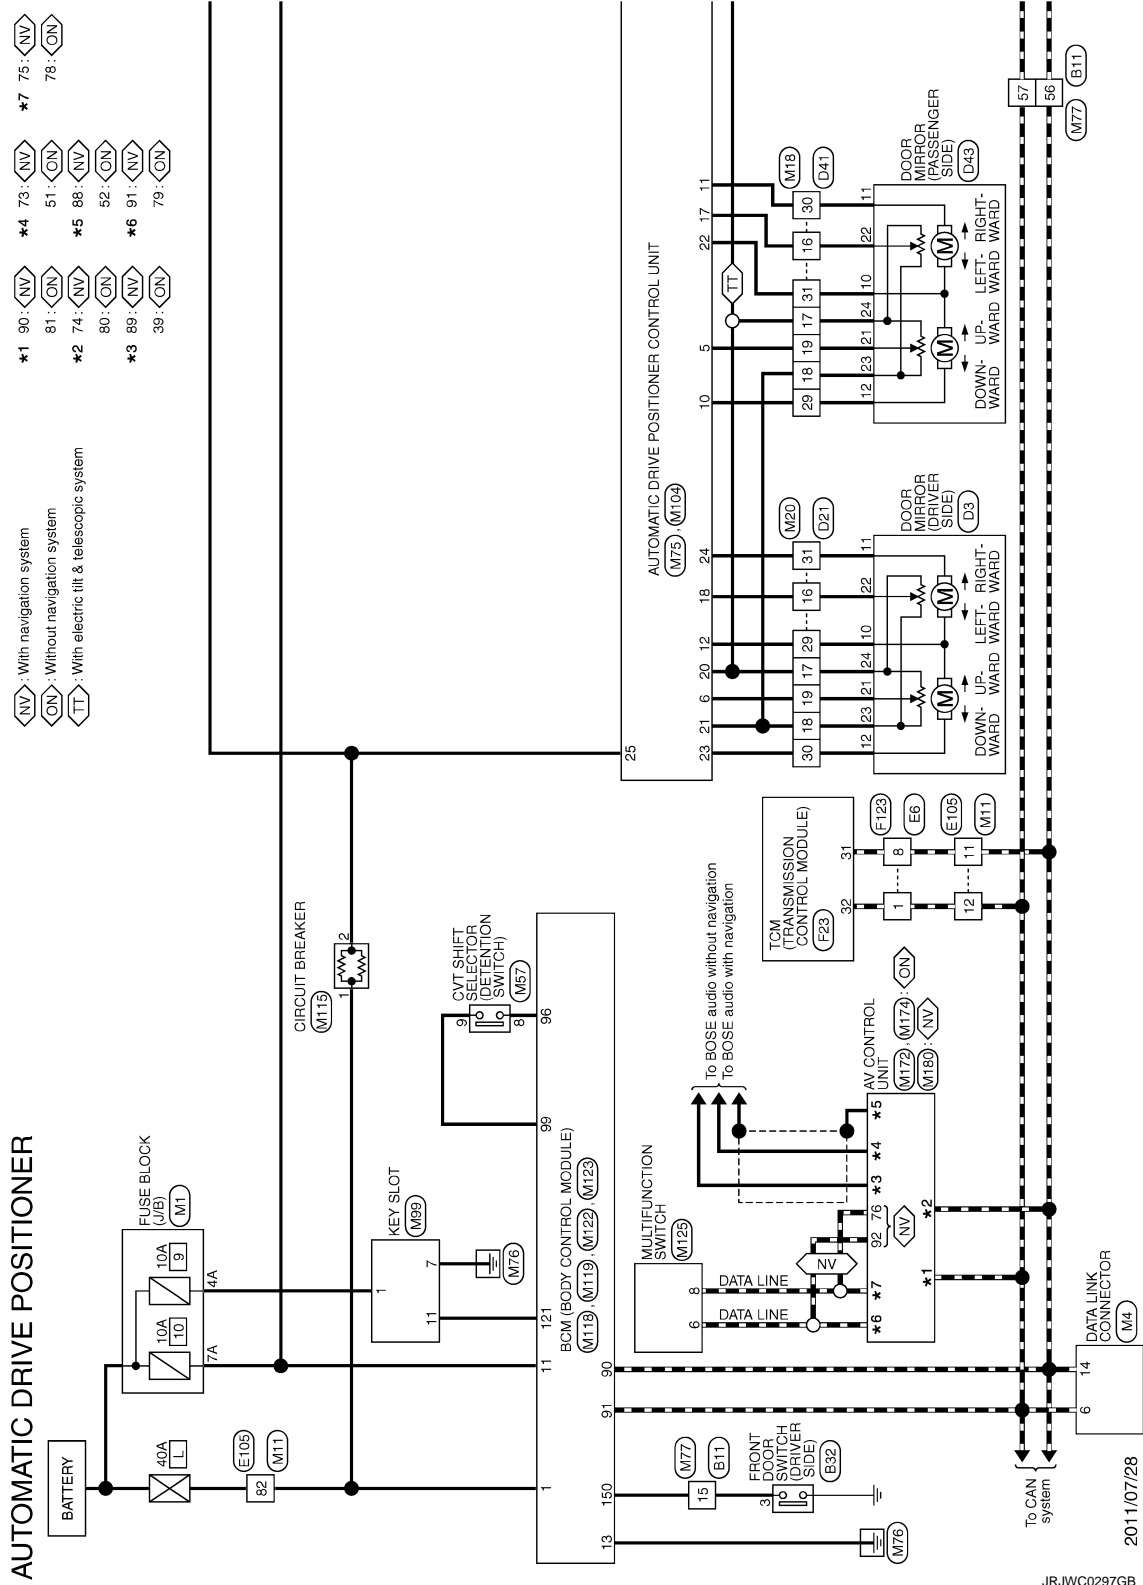 AUTOMATIC DRIVE POSITIONER
BATTERY
40A
L
E105
M11
82
FUSE BLOCK
(J/B)
M1
10A
10
10A
9
7A
4A
KEY SLOT
M99
1
11
7
M76
CIRCUIT BREAKER
M115
1
2
CVT SHIFT
SELECTOR
(DETENTION
SWITCH)
M57
9
8
NV : With navigation system
ON : Without navigation system
TT : With electric tilt & telescopic system
*1 90: NV
81: ON
*2 74: NV
80: ON
*3 89: NV
39: ON
*4 73: NV
51: ON
*5 88: NV
52: ON
*6 91: NV
79: ON
*7 75: NV
78: ON
1
11
121
99
96
BCM (BODY CONTROL MODULE)
M118 , M119 , M122 , M123
13
150
91
90
M76
M77
B11
15
FRONT
DOOR
SWITCH
(DRIVER
SIDE)
B32
3
MULTIFUNCTION
SWITCH
M125
6
8
DATA LINE
DATA LINE
NV
To BOSE audio without navigation
To BOSE audio with navigation
AV CONTROL
UNIT
M172 , M174 : ON
M180 : NV
*6
*7
92
76
NV
*3
*4
*5
*1
*2
TCM
(TRANSMISSION
CONTROL MODULE)
F23
32
31
1
8
F123
E6
12
11
E105
M11
25
AUTOMATIC DRIVE POSITIONER CONTROL UNIT
M75 , M104
23
21
6
20
12
18
24
10
5
22
17
11
TT
30
18
19
17
29
16
31
M20
D21
12
23
21
24
10
22
11
DOOR
MIRROR
(DRIVER
SIDE)
D3
M
M
DOWN-
WARD
UP-
WARD
LEFT-
WARD
RIGHT-
WARD
29
18
19
17
31
16
30
M18
D41
12
23
21
24
10
22
11
DOOR
MIRROR
(PASSENGER
SIDE)
D43
M
M
DOWN-
WARD
UP-
WARD
LEFT-
WARD
RIGHT-
WARD
57
56
M77
B11
To CAN
system
6
14
DATA LINK
CONNECTOR
M4
2011/07/28
JRJWC0297GB